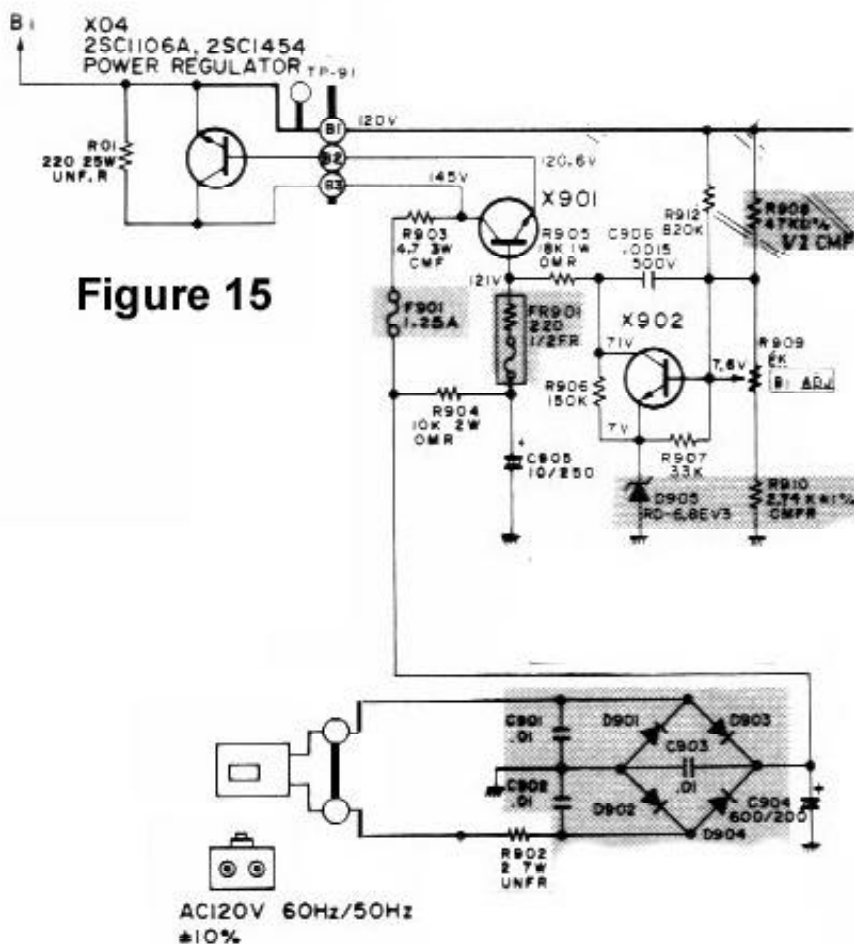 B1
X04
2SC1106A, 2SC1454
POWER REGULATOR
TP-91
R01
220 25W
UNF.R
B1
B2
B3
120V
120.6V
145V
X901
R903
4.7 3W
CMF
R905
18K 1W
OMR
C906
.0015
500V
R912
820K
R908
47KΩ
1/2 CMF
Figure 15
F901
1.25A
121V
FR901
220
1/2FR
X902
71V
7.6V
R909
B1 ADJ
R906
150K
R904
10K 2W
OMR
7V
R907
33K
+
C905
10/250
D905
RD-6.8EV3
R910
2.74K ±1%
CMFR
C901
.01
D901
D903
C903
.01
C902
.01
D902
D904
+
C904
600/200
R902
2 7W
UNFR
AC120V 60Hz/50Hz
±10%